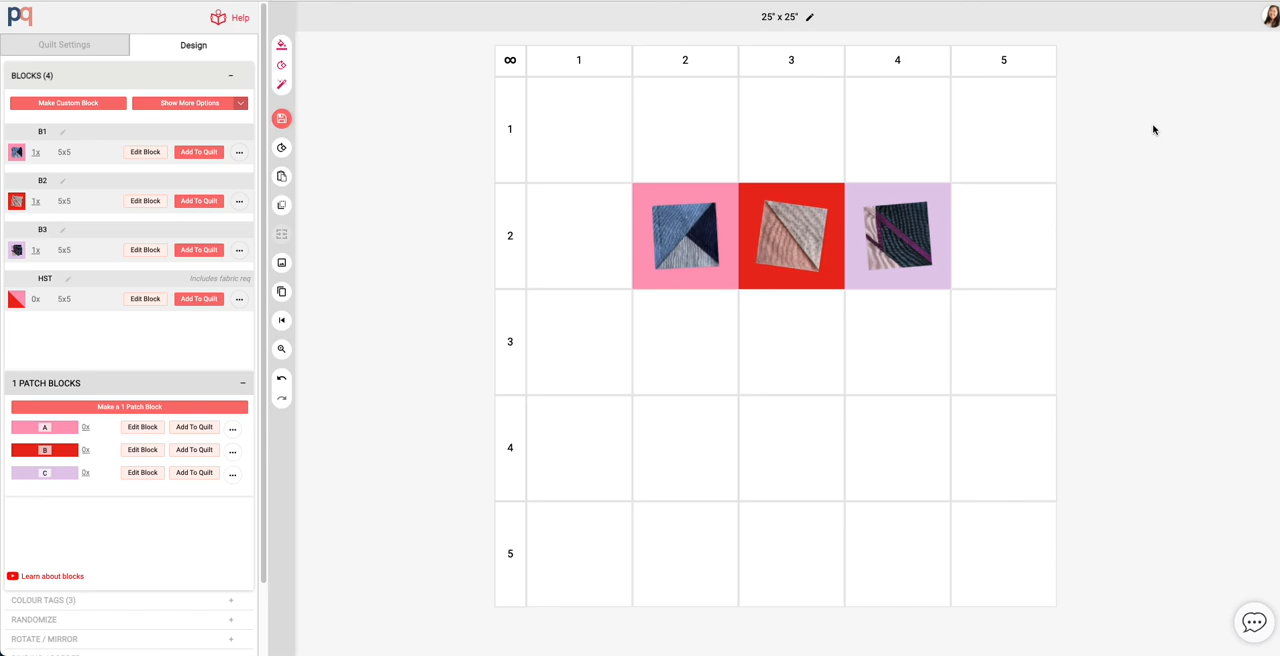 pq
Help
25" x 25"
Quilt Settings
Design
BLOCKS (4)
Make Custom Block
Show More Options
B1
1x
5x5
Edit Block
Add To Quilt
B2
1x
5x5
Edit Block
Add To Quilt
B3
1x
5x5
Edit Block
Add To Quilt
HST
Includes fabric req
0x
5x5
Edit Block
Add To Quilt
1 PATCH BLOCKS
Make a 1 Patch Block
A
0x
Edit Block
Add To Quilt
B
0x
Edit Block
Add To Quilt
C
0x
Edit Block
Add To Quilt
Learn about blocks
COLOUR TAGS (3)
RANDOMIZE
ROTATE / MIRROR
∞
1
2
3
4
5
1
2
3
4
5